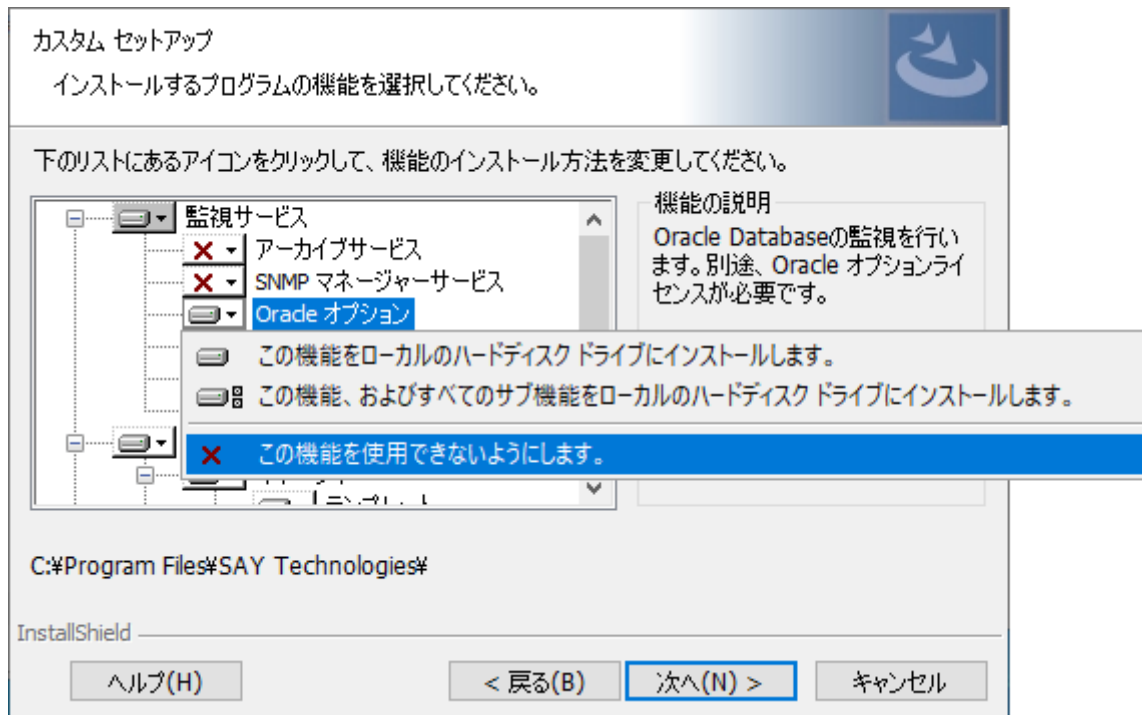 カスタム セットアップ
インストールするプログラムの機能を選択してください。
下のリストにあるアイコンをクリックして、機能のインストール方法を変更してください。
監視サービス
アーカイブサービス
SNMP マネージャーサービス
Oracle オプション
機能の説明
Oracle Databaseの監視を行い
ます。別途、Oracle オプションライ
センスが必要です。
この機能をローカルのハードディスク ドライブにインストールします。
この機能、およびすべてのサブ機能をローカルのハードディスク ドライブにインストールします。
この機能を使用できないようにします。
C:¥Program Files¥SAY Technologies¥
InstallShield
ヘルプ(H)
< 戻る(B)
次へ(N) >
キャンセル